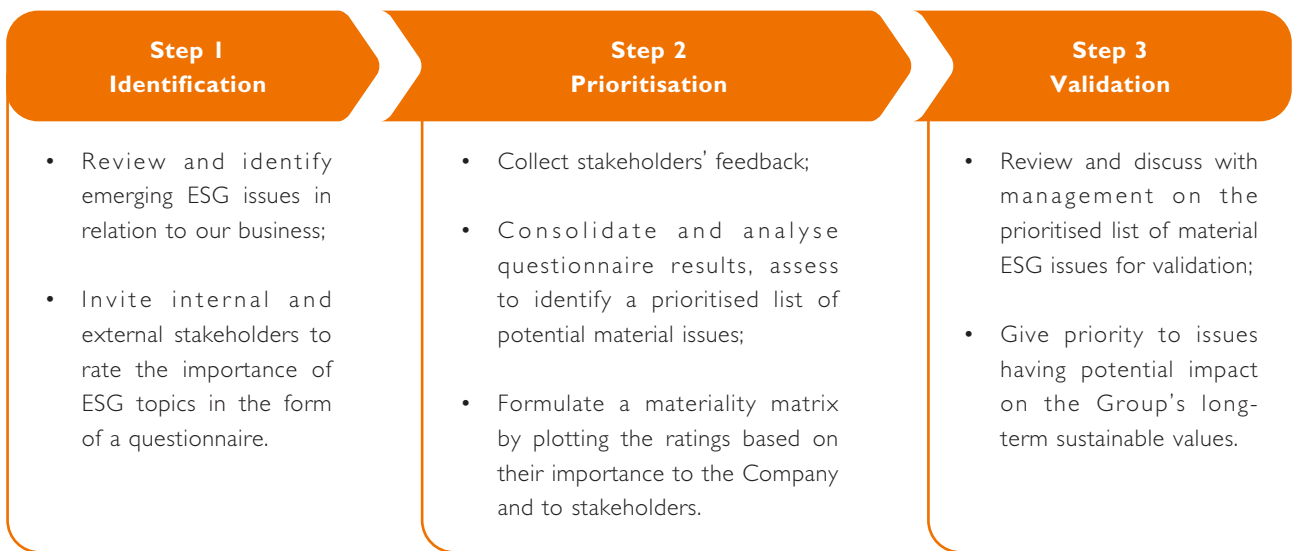 Step 1
Identification
• Review and identify
emerging ESG issues in
relation to our business;
• Invite internal and
external stakeholders to
rate the importance of
ESG topics in the form
of a questionnaire.
Step 2
Prioritisation
• Collect stakeholders’ feedback;
• Consolidate and analyse
questionnaire results, assess
to identify a prioritised list of
potential material issues;
• Formulate a materiality matrix
by plotting the ratings based on
their importance to the Company
and to stakeholders.
Step 3
Validation
• Review and discuss with
management on the
prioritised list of material
ESG issues for validation;
• Give priority to issues
having potential impact
on the Group’s long-
term sustainable values.